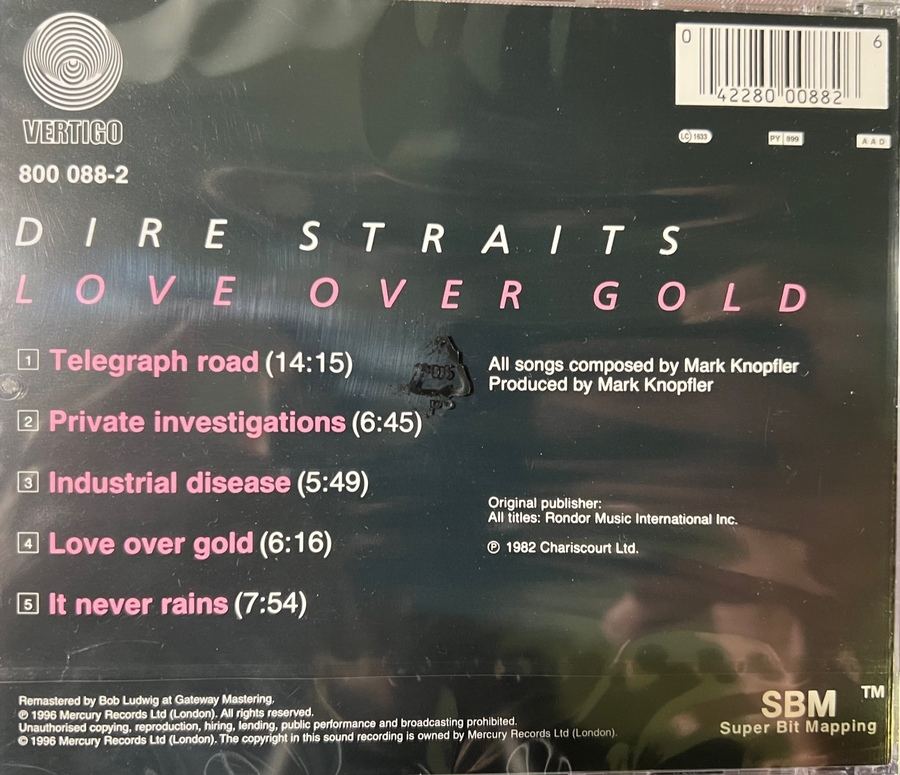 VERTIGO
800 088-2
0 6
42280 00882
LC 1633
PY 899
AAD
DIRE STRAITS
LOVE OVER GOLD
1 Telegraph road (14:15)
2 Private investigations (6:45)
3 Industrial disease (5:49)
4 Love over gold (6:16)
5 It never rains (7:54)
All songs composed by Mark Knopfler
Produced by Mark Knopfler
Original publisher:
All titles: Rondor Music International Inc.
℗ 1982 Chariscourt Ltd.
Remastered by Bob Ludwig at Gateway Mastering.
℗ 1996 Mercury Records Ltd (London). All rights reserved.
Unauthorised copying, reproduction, hiring, lending, public performance and broadcasting prohibited.
© 1996 Mercury Records Ltd (London). The copyright in this sound recording is owned by Mercury Records Ltd (London).
SBM TM
Super Bit Mapping